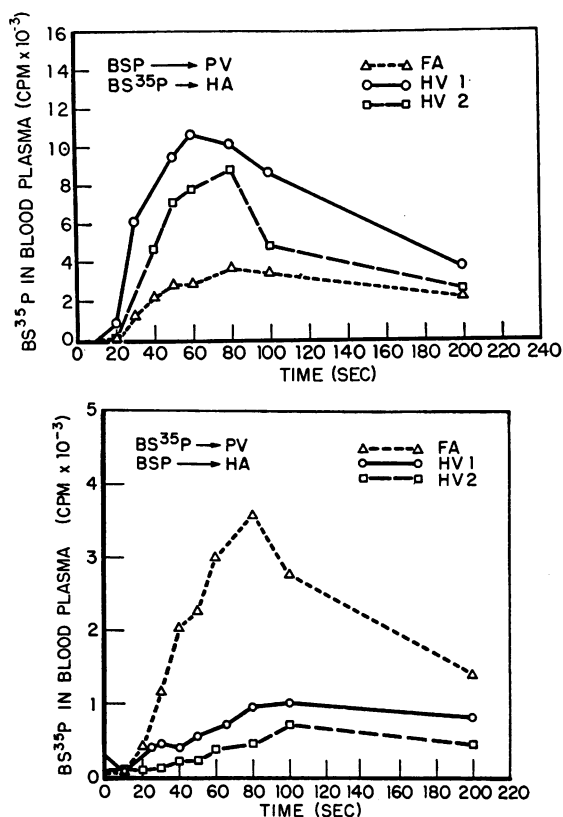 BS³⁵P IN BLOOD PLASMA (CPM x 10⁻³)
16
14
12
10
8
6
4
2
0
BSP → PV
BS³⁵P → HA
FA
HV 1
HV 2
20 40 60 80 100 120 140 160 180 200 220 240
TIME (SEC)
BS³⁵P IN BLOOD PLASMA (CPM x 10⁻³)
5
4
3
2
1
0
BS³⁵P → PV
BSP → HA
FA
HV1
HV2
0 20 40 60 80 100 120 140 160 180 200 220
TIME (SEC)